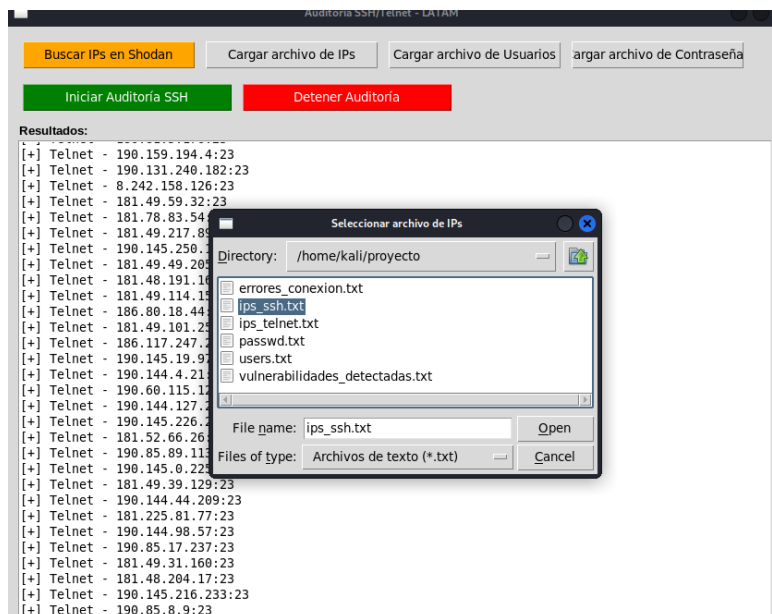 Auditoría SSH/Telnet - LATAM
Buscar IPs en Shodan
Cargar archivo de IPs
Cargar archivo de Usuarios
argar archivo de Contraseña
Iniciar Auditoría SSH
Detener Auditoría
Resultados:
[+] Telnet - 190.159.194.4:23
[+] Telnet - 190.131.240.182:23
[+] Telnet - 8.242.158.126:23
[+] Telnet - 181.49.59.32:23
[+] Telnet - 181.78.83.54
[+] Telnet - 181.49.217.89
[+] Telnet - 190.145.250.1
[+] Telnet - 181.49.49.205
[+] Telnet - 181.48.191.16
[+] Telnet - 181.49.114.15
[+] Telnet - 186.80.18.44
[+] Telnet - 181.49.101.25
[+] Telnet - 186.117.247.2
[+] Telnet - 190.145.19.97
[+] Telnet - 190.144.4.21
[+] Telnet - 190.60.115.12
[+] Telnet - 190.144.127.2
[+] Telnet - 190.145.226.2
[+] Telnet - 181.52.66.26
[+] Telnet - 190.85.89.113
[+] Telnet - 190.145.0.225
[+] Telnet - 181.49.39.129:23
[+] Telnet - 190.144.44.209:23
[+] Telnet - 181.225.81.77:23
[+] Telnet - 190.144.98.57:23
[+] Telnet - 190.85.17.237:23
[+] Telnet - 181.49.31.160:23
[+] Telnet - 181.48.204.17:23
[+] Telnet - 190.145.216.233:23
[+] Telnet - 190.85.8.9:23
Seleccionar archivo de IPs
Directory: /home/kali/proyecto
errores_conexion.txt
ips_ssh.txt
ips_telnet.txt
passwd.txt
users.txt
vulnerabilidades_detectadas.txt
File name: ips_ssh.txt
Open
Files of type: Archivos de texto (*.txt)
Cancel